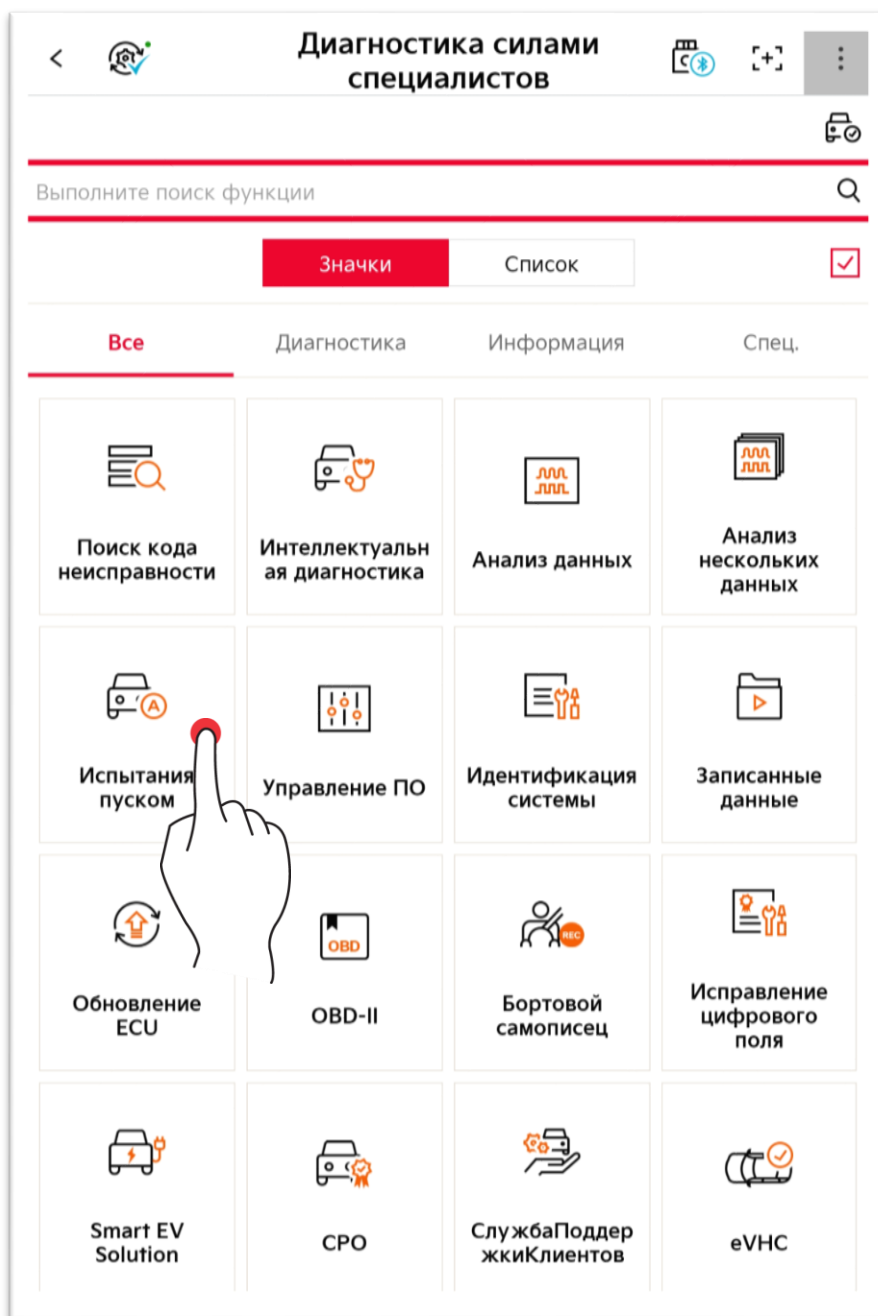 Диагностика силами
специалистов
Выполните поиск функции
Значки
Список
Все
Диагностика
Информация
Спец.
Поиск кода
неисправности
Интеллектуальн
ая диагностика
Анализ данных
Анализ
нескольких
данных
A
Испытания
пуском
Управление ПО
Идентификация
системы
Записанные
данные
Обновление
ECU
OBD
OBD-II
REC
Бортовой
самописец
Исправление
цифрового
поля
Smart EV
Solution
CPO
СлужбаПоддер
жкиКлиентов
eVHC